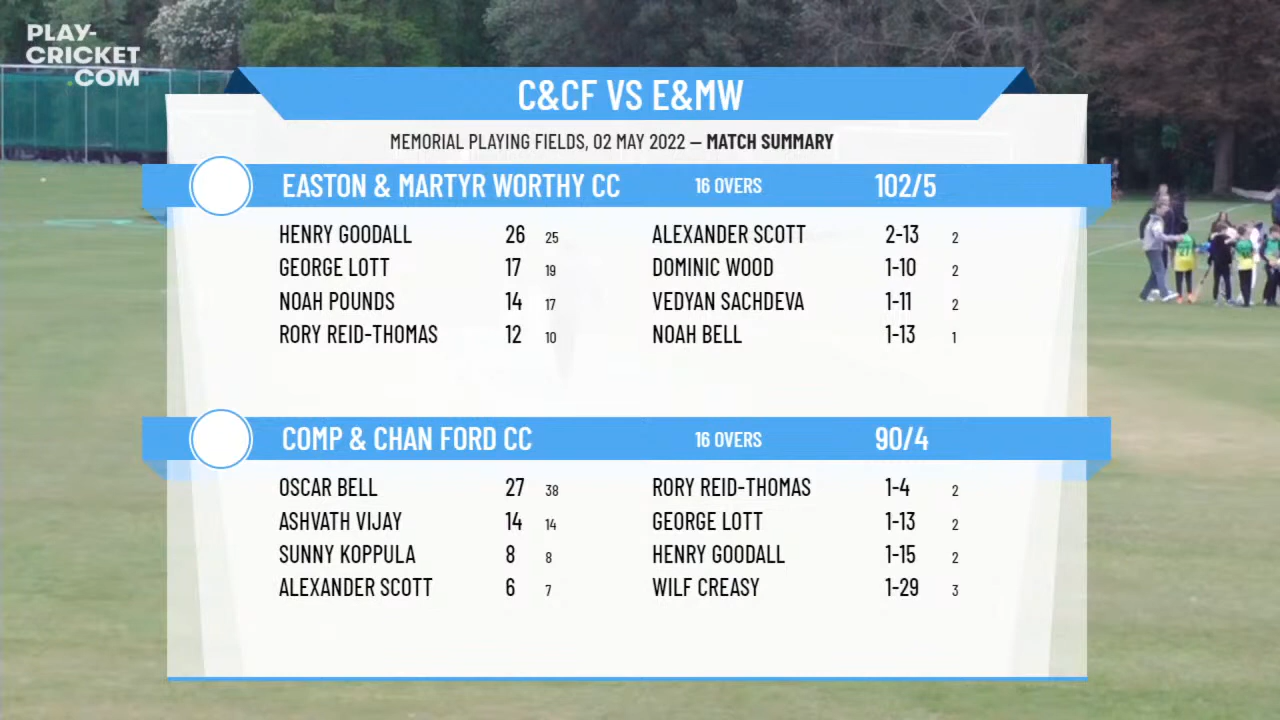 PLAY-
CRICKET
.COM
C&CF VS E&MW
MEMORIAL PLAYING FIELDS, 02 MAY 2022 – MATCH SUMMARY
EASTON & MARTYR WORTHY CC 16 OVERS 102/5
HENRY GOODALL 26 25 ALEXANDER SCOTT 2-13 2
GEORGE LOTT 17 19 DOMINIC WOOD 1-10 2
NOAH POUNDS 14 17 VEDYAN SACHDEVA 1-11 2
RORY REID-THOMAS 12 10 NOAH BELL 1-13 1
COMP & CHAN FORD CC 16 OVERS 90/4
OSCAR BELL 27 38 RORY REID-THOMAS 1-4 2
ASHVATH VIJAY 14 14 GEORGE LOTT 1-13 2
SUNNY KOPPULA 8 8 HENRY GOODALL 1-15 2
ALEXANDER SCOTT 6 7 WILF CREASY 1-29 3